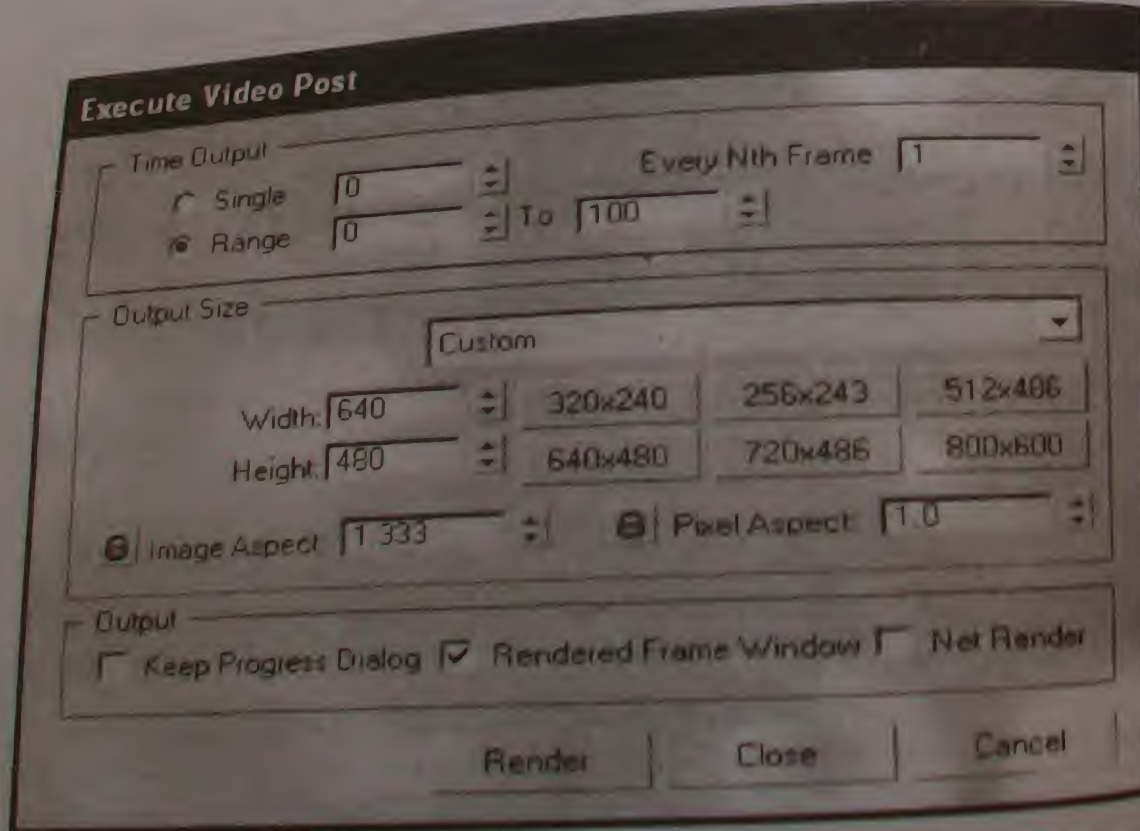 Execute Video Post
Time Output
Single 0 Every Nth Frame 1
Range 0 To 100
Output Size
Custom
Width: 640 320x240 256x243 512x486
Height: 480 640x480 720x486 800x600
Image Aspect: 1.333 Pixel Aspect: 1.0
Output
Keep Progress Dialog Rendered Frame Window Net Render
Render Close Cancel